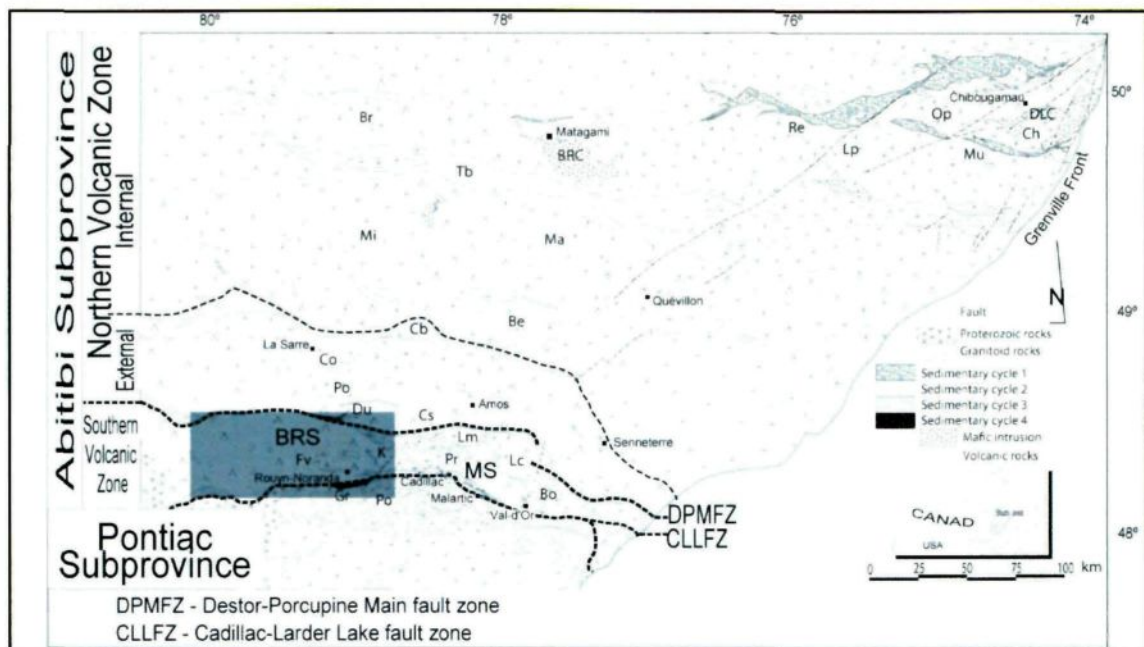 80° 78° 76° 74°
Abitibi Subprovince
Northern Volcanic Zone
Internal
External
Southern
Volcanic
Zone
50°
49°
48°
Br
Matagami
BRC
Tb
Mi
Ma
Re
Lp
Op
Chibougamau
DLC
Ch
Mu
Grenville Front
Quévillon
Be
Cb
La Sarre
Co
Po
Du
Cs
Amos
Senneterre
BRS
Fv
K
Rouyn-Noranda
Gr
Po
Lm
Pr
MS
Lc
Cadillac
Malartic
Bo
Val-d'Or
DPMFZ
CLLFZ
Pontiac
Subprovince
N
Fault
Proterozoic rocks
Granitoid rocks
Sedimentary cycle 1
Sedimentary cycle 2
Sedimentary cycle 3
Sedimentary cycle 4
Mafic intrusion
Volcanic rocks
CANAD
USA
0 25 50 75 100 km
DPMFZ - Destor-Porcupine Main fault zone
CLLFZ - Cadillac-Larder Lake fault zone